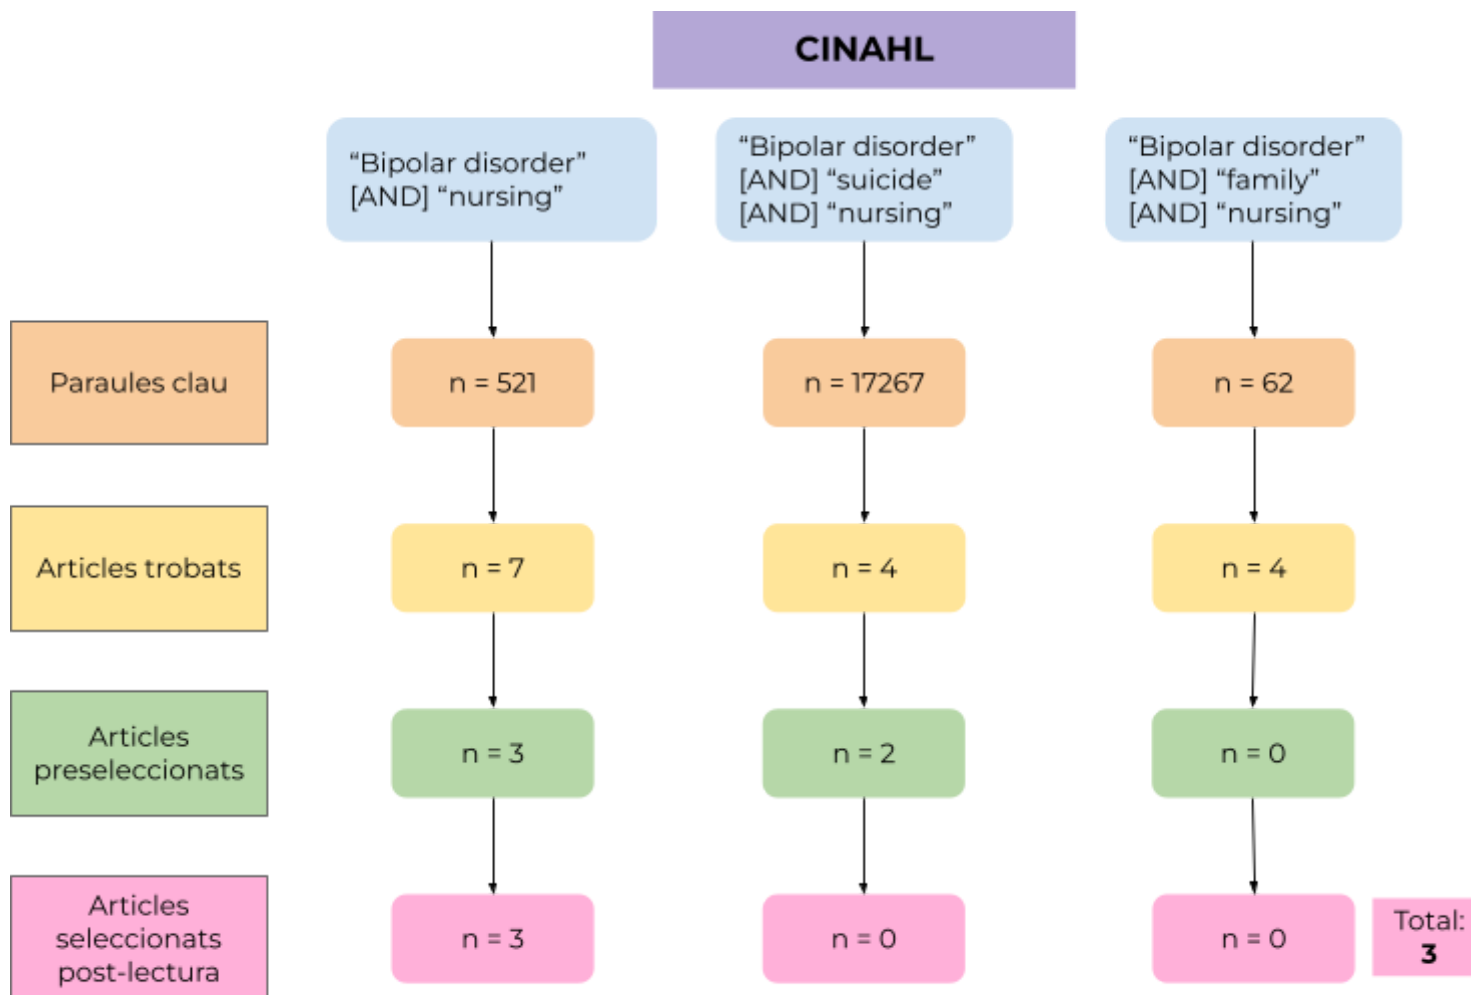 CINAHL
“Bipolar disorder”
[AND] “nursing”
“Bipolar disorder”
[AND] “suicide”
[AND] “nursing”
“Bipolar disorder”
[AND] “family”
[AND] “nursing”
Paraules clau
n = 521
n = 17267
n = 62
Articles trobats
n = 7
n = 4
n = 4
Articles
preseleccionats
n = 3
n = 2
n = 0
Articles
seleccionats
post-lectura
n = 3
n = 0
n = 0
Total:
3